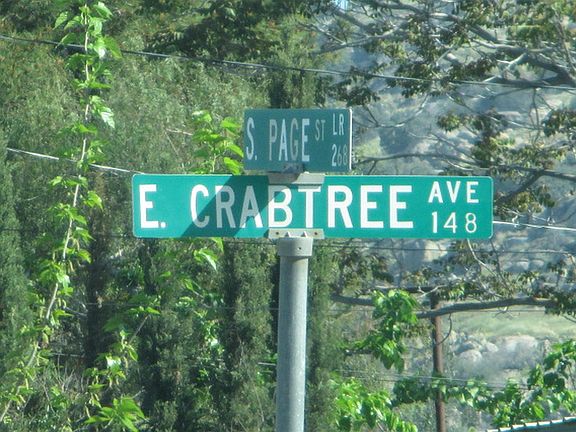 S. PAGE ST LR 268
E. CRABTREE AVE 148